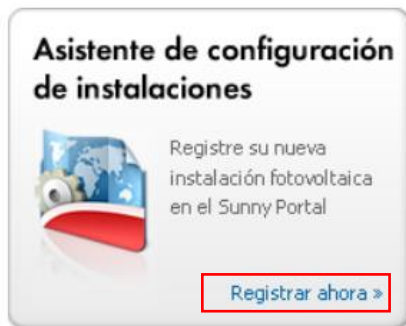 Asistente de configuración
de instalaciones
Registre su nueva
instalación fotovoltaica
en el Sunny Portal
Registrar ahora »